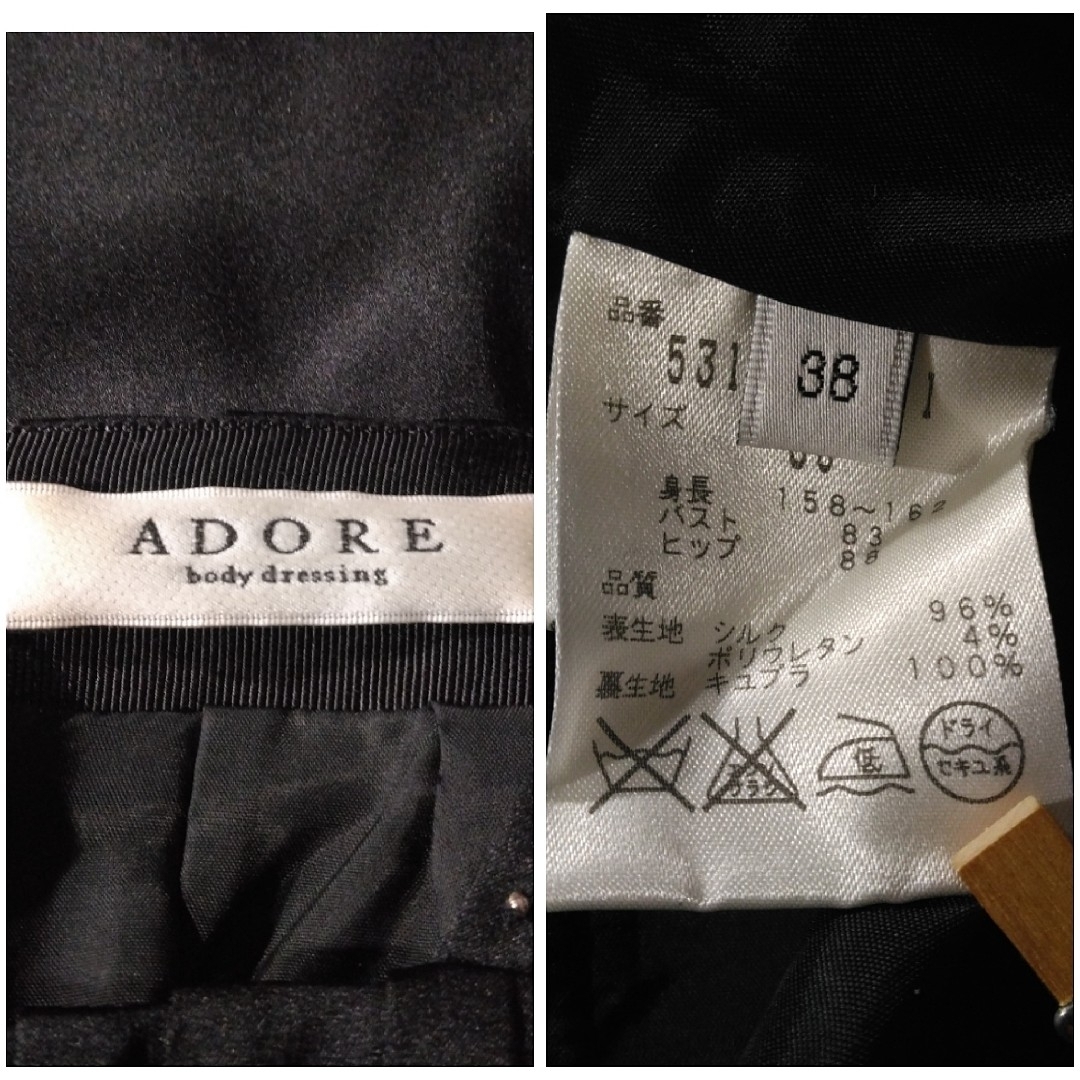 ADORE
body dressing
品番
531
38
サイズ
身長 158~162
バスト 83
ヒップ 88
品質
表生地 シルク 96%
ポリウレタン 4%
裏生地 キュプラ 100%
低
ドライ
セキユ系